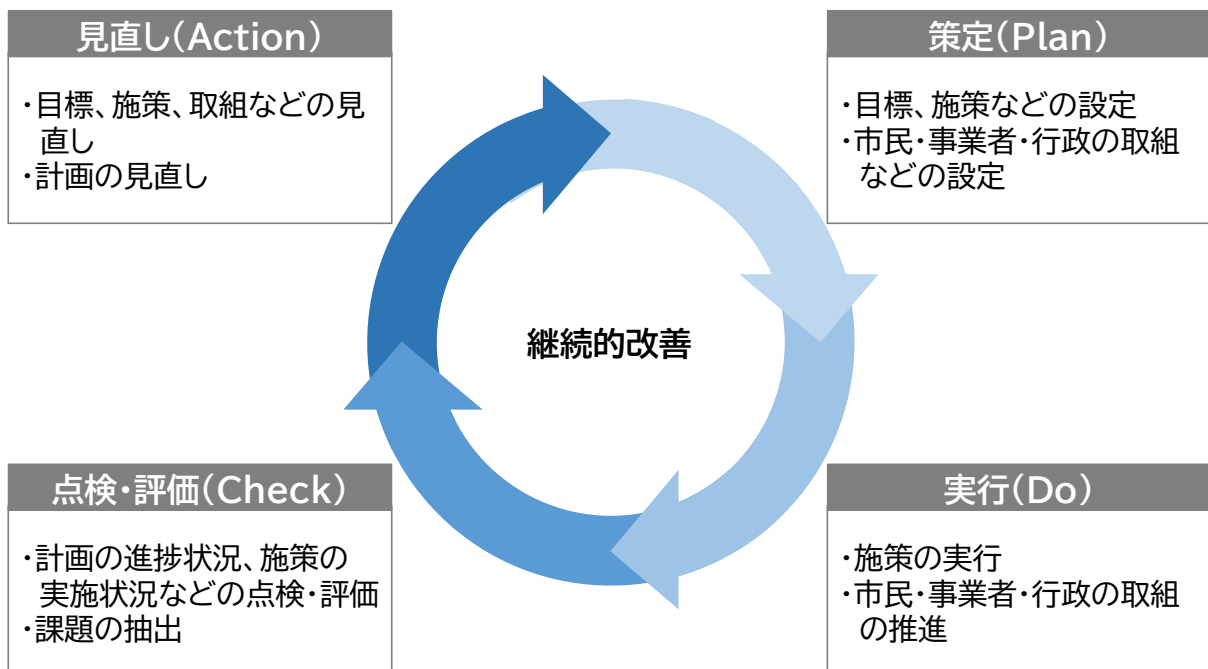 見直し(Action)
・目標、施策、取組などの見
直し
・計画の見直し
策定(Plan)
・目標、施策などの設定
・市民・事業者・行政の取組
などの設定
継続的改善
点検・評価(Check)
・計画の進捗状況、施策の
実施状況などの点検・評価
・課題の抽出
実行(Do)
・施策の実行
・市民・事業者・行政の取組
の推進